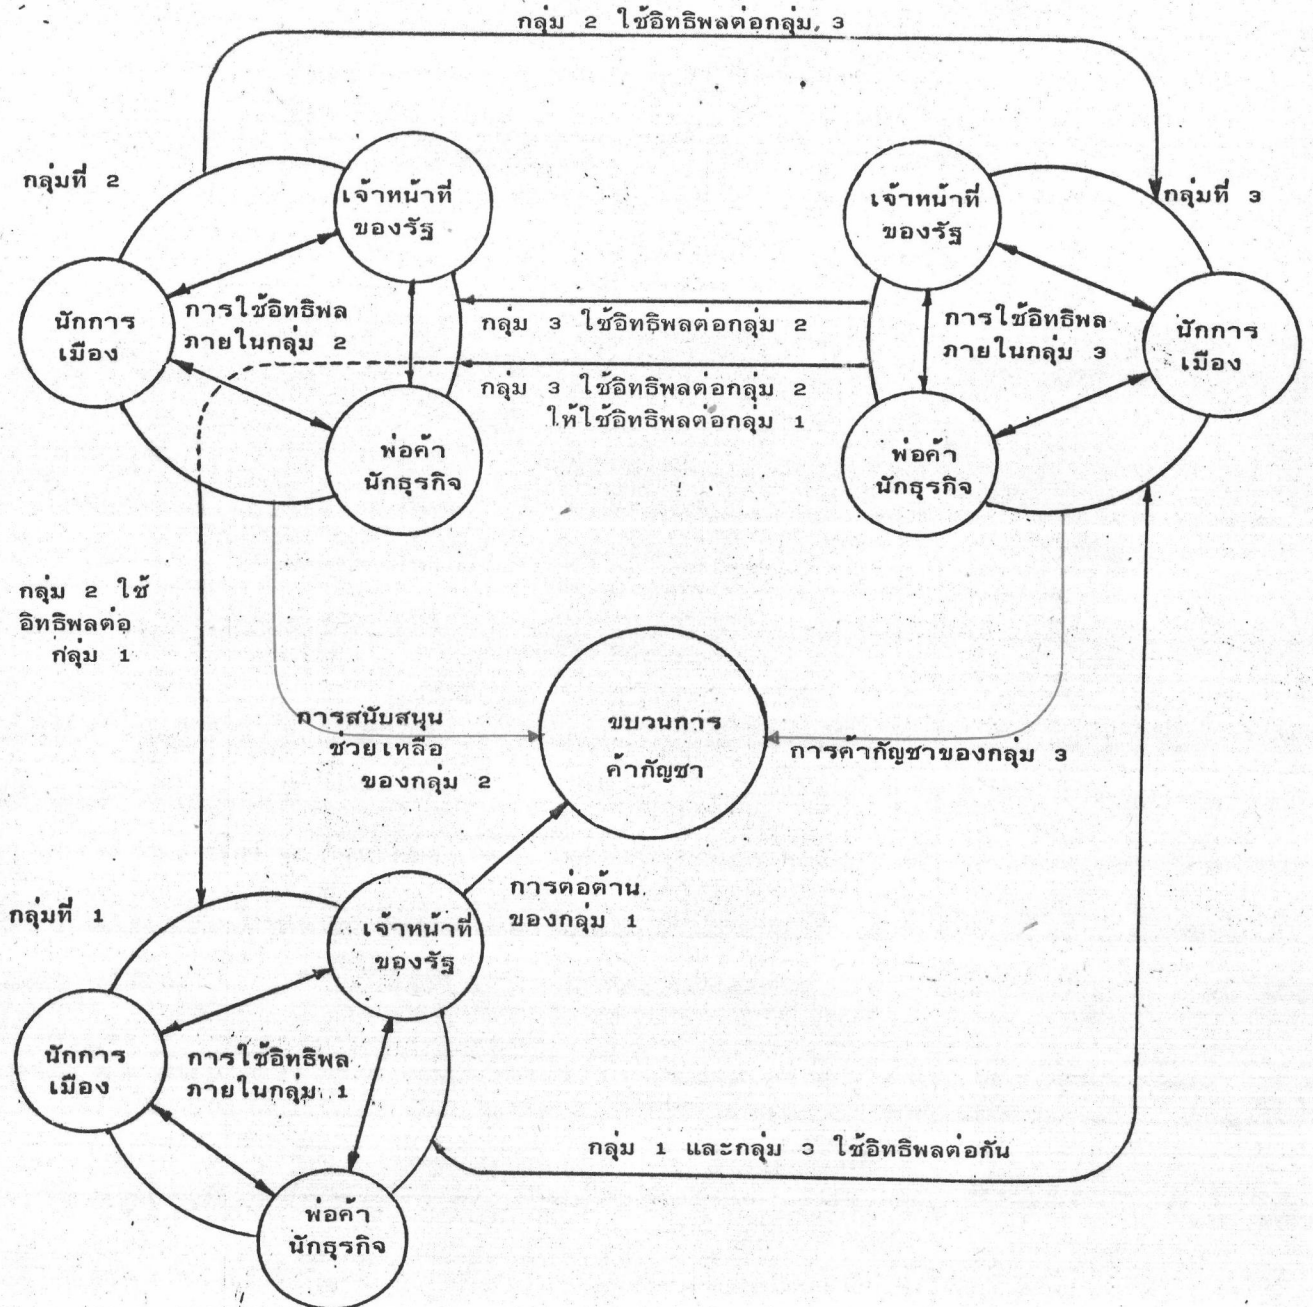 กลุ่ม 2 ใช้อิทธิพลต่อกลุ่ม 3
กลุ่มที่ 2
เจ้าหน้าที่
ของรัฐ
นักการ
เมือง
การใช้อิทธิพล
ภายในกลุ่ม 2
พ่อค้า
นักธุรกิจ
กลุ่ม 3 ใช้อิทธิพลต่อกลุ่ม 2
กลุ่ม 3 ใช้อิทธิพลต่อกลุ่ม 2
ให้ใช้อิทธิพลต่อกลุ่ม 1
กลุ่มที่ 3
เจ้าหน้าที่
ของรัฐ
การใช้อิทธิพล
ภายในกลุ่ม 3
นักการ
เมือง
พ่อค้า
นักธุรกิจ
กลุ่ม 2 ใช้
อิทธิพลต่อ
กลุ่ม 1
การสนับสนุน
ช่วยเหลือ
ของกลุ่ม 2
ขบวนการ
ค้ากัญชา
การค้ากัญชาของกลุ่ม 3
การต่อต้าน
ของกลุ่ม 1
กลุ่มที่ 1
เจ้าหน้าที่
ของรัฐ
นักการ
เมือง
การใช้อิทธิพล
ภายในกลุ่ม 1
พ่อค้า
นักธุรกิจ
กลุ่ม 1 และกลุ่ม 3 ใช้อิทธิพลต่อกัน